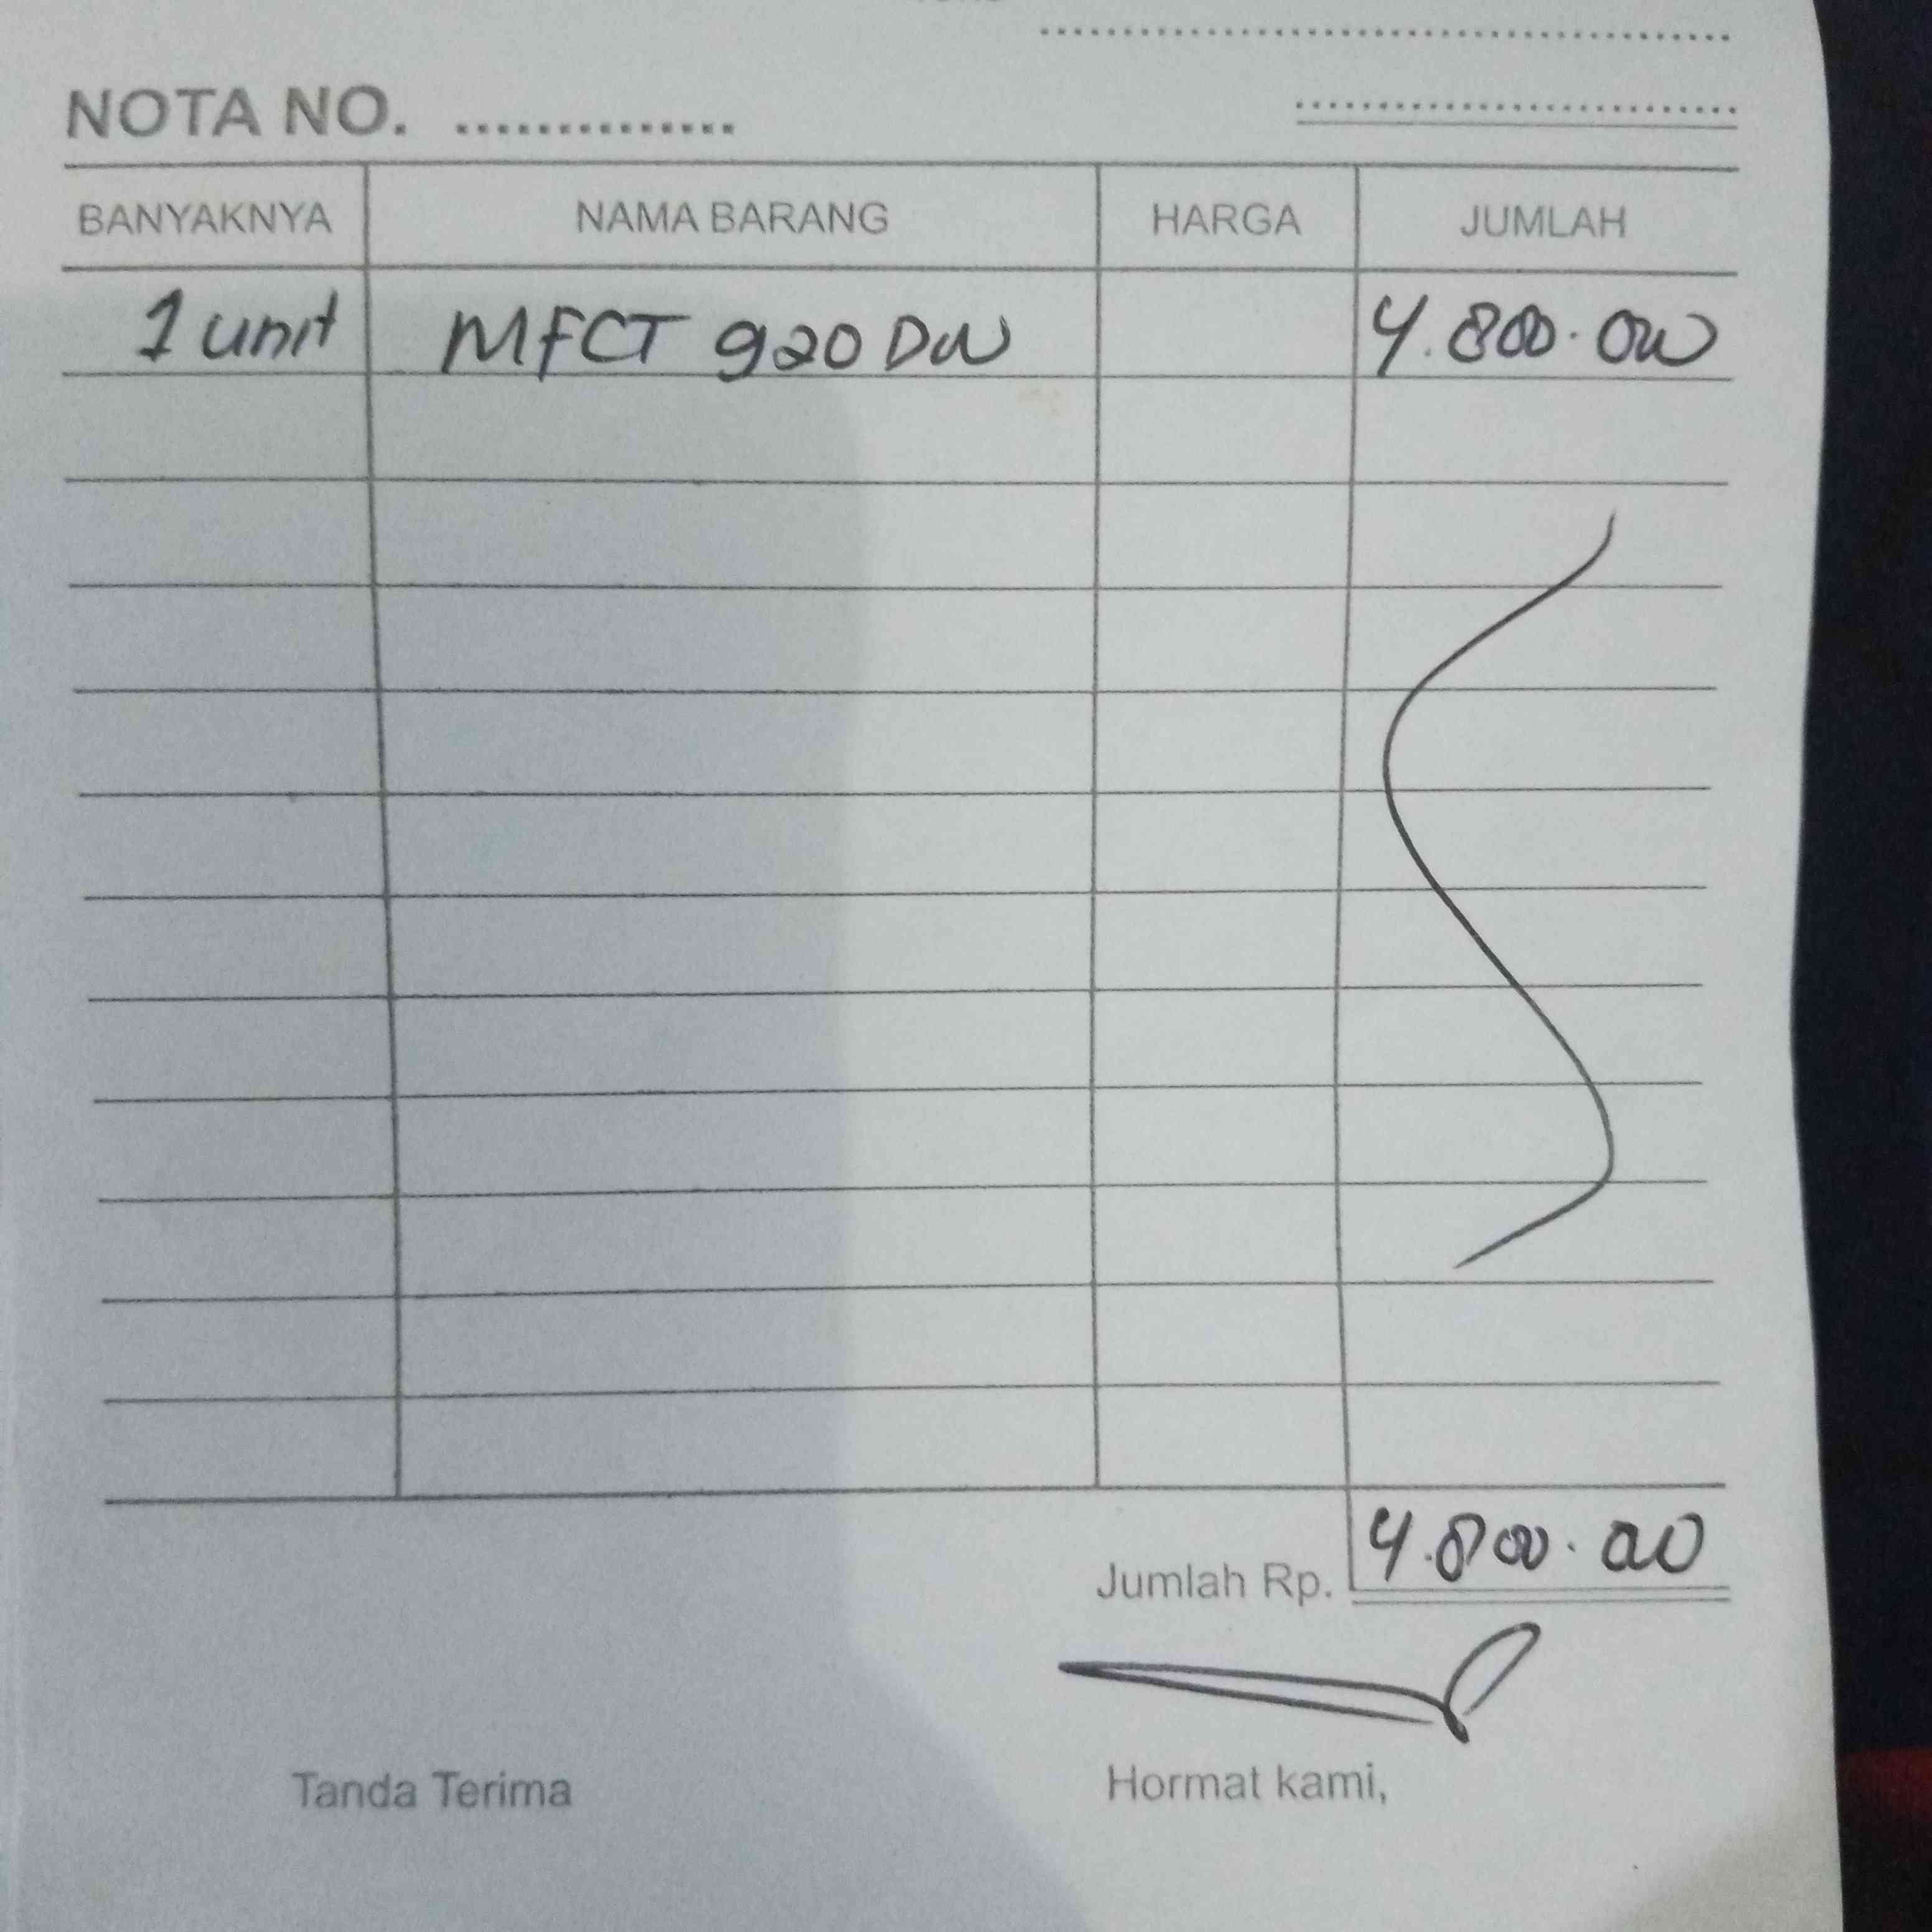 NOTA NO. ..............
BANYAKNYA NAMA BARANG HARGA JUMLAH
1 unit MFCT 920 DW 4.800.000
Jumlah Rp. 4.800.000
Tanda Terima Hormat kami,